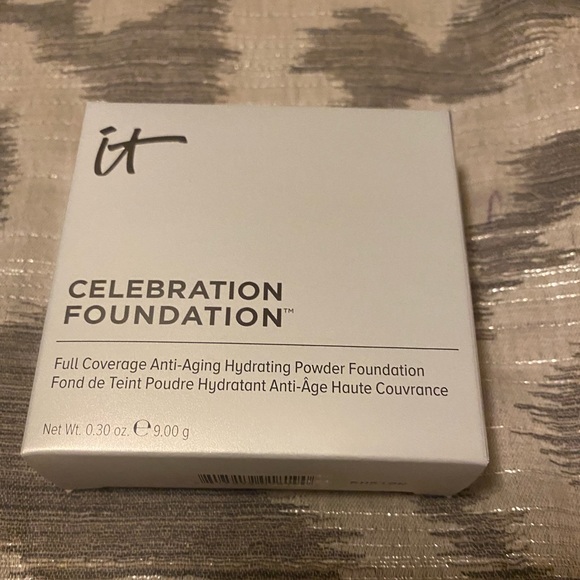 it
CELEBRATION
FOUNDATION™
Full Coverage Anti-Aging Hydrating Powder Foundation
Fond de Teint Poudre Hydratant Anti-Âge Haute Couvrance
Net Wt. 0.30 oz. ℮ 9.00 g